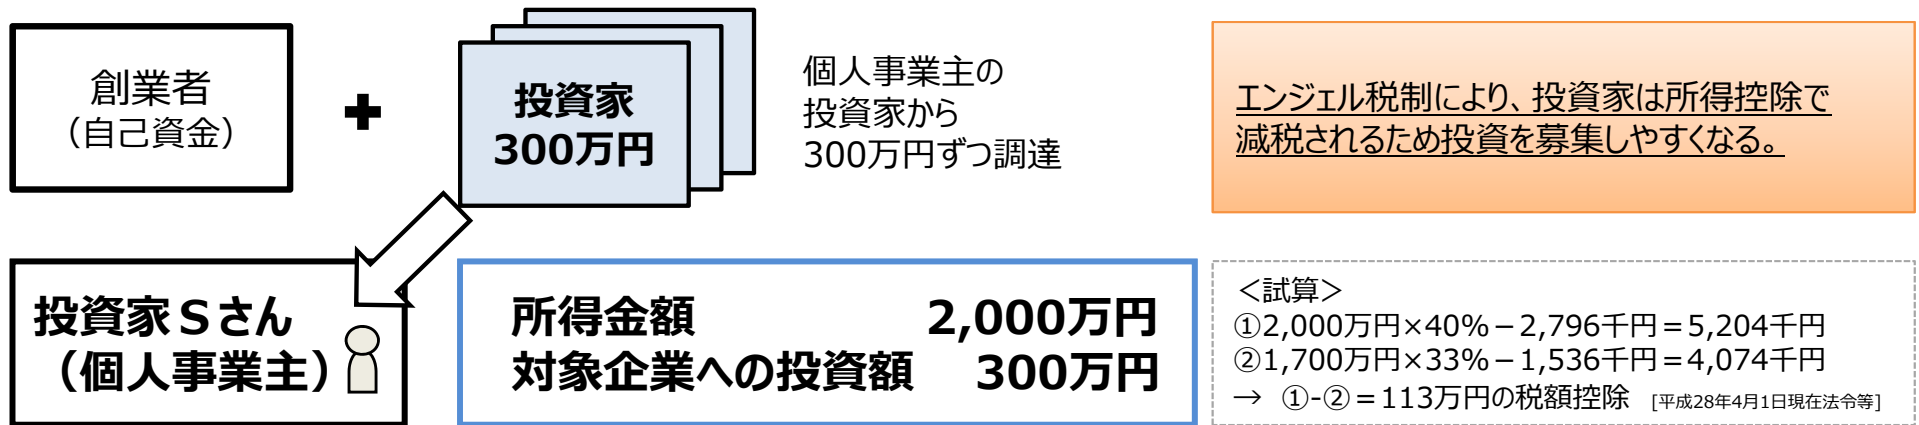 創業者
（自己資金）
投資家
300万円
個人事業主の
投資家から
300万円ずつ調達
エンジェル税制により、投資家は所得控除で
減税されるため投資を募集しやすくなる。
投資家Ｓさん
（個人事業主）
所得金額 2,000万円
対象企業への投資額 300万円
＜試算＞
①2,000万円×40%－2,796千円＝5,204千円
②1,700万円×33%－1,536千円＝4,074千円
→ ①-②＝113万円の税額控除 [平成28年4月1日現在法令等]